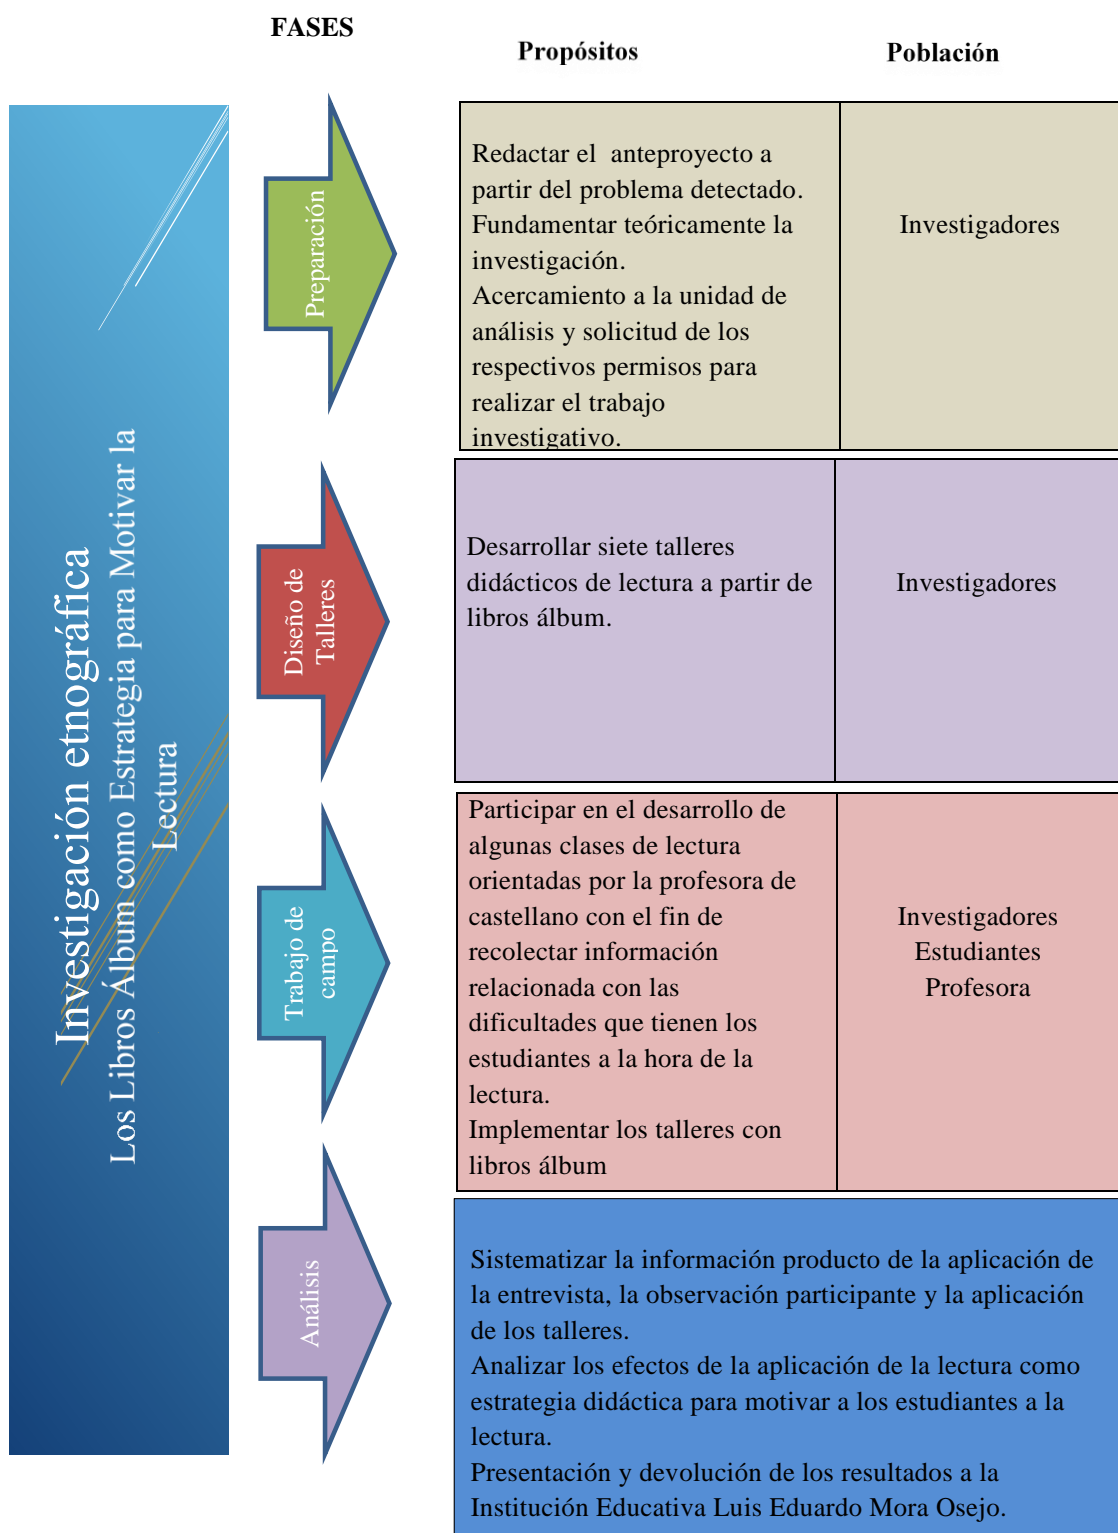 FASES
Propósitos
Población
Investigación etnográfica
Los Libros Álbum como Estrategia para Motivar la
Lectura
Preparación
Redactar el  anteproyecto a
partir del problema detectado.
Fundamentar teóricamente la
investigación.
Acercamiento a la unidad de
análisis y solicitud de los
respectivos permisos para
realizar el trabajo
investigativo.
Investigadores
Diseño de
Talleres
Desarrollar siete talleres
didácticos de lectura a partir de
libros álbum.
Investigadores
Trabajo de
campo
Participar en el desarrollo de
algunas clases de lectura
orientadas por la profesora de
castellano con el fin de
recolectar información
relacionada con las
dificultades que tienen los
estudiantes a la hora de la
lectura.
Implementar los talleres con
libros álbum
Investigadores
Estudiantes
Profesora
Análisis
Sistematizar la información producto de la aplicación de
la entrevista, la observación participante y la aplicación
de los talleres.
Analizar los efectos de la aplicación de la lectura como
estrategia didáctica para motivar a los estudiantes a la
lectura.
Presentación y devolución de los resultados a la
Institución Educativa Luis Eduardo Mora Osejo.